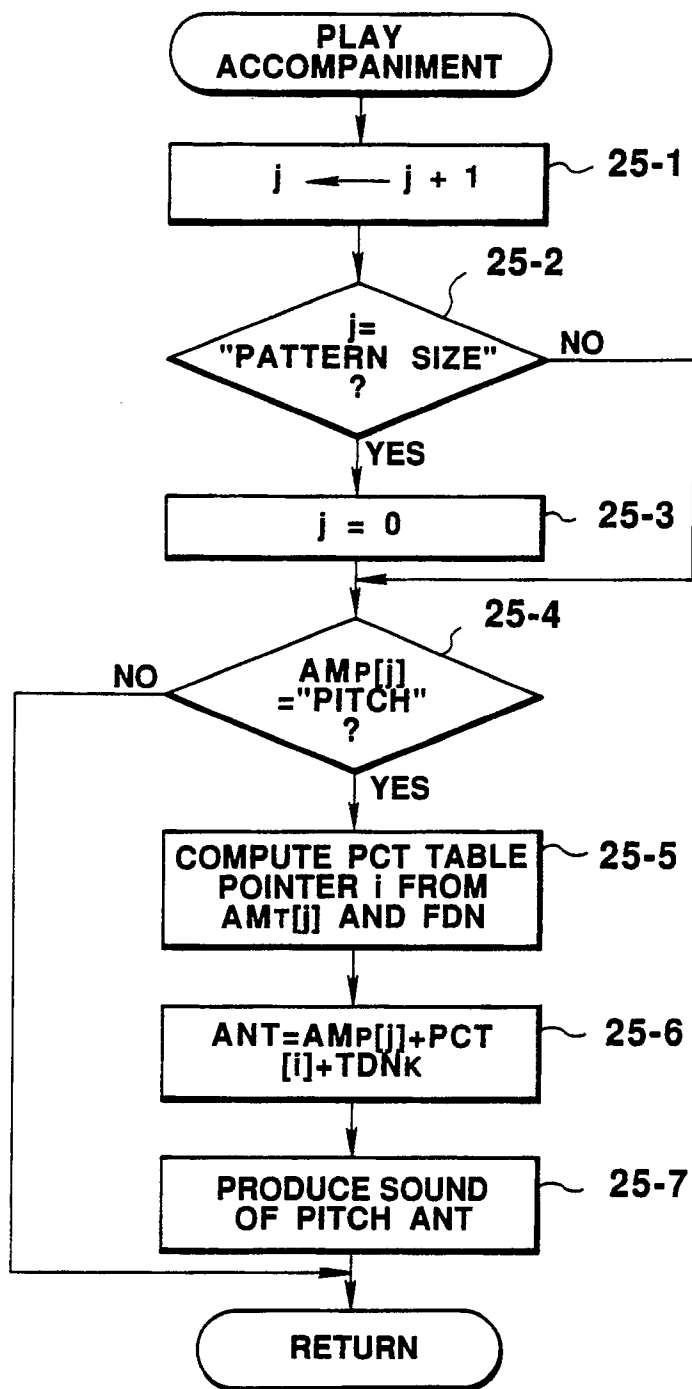 PLAY
ACCOMPANIMENT
j ← j + 1
25-1
25-2
j=
"PATTERN SIZE"
?
NO
YES
j = 0
25-3
25-4
AMP[j]
="PITCH"
?
NO
YES
COMPUTE PCT TABLE
POINTER i FROM
AMT[j] AND FDN
25-5
ANT=AMP[j]+PCT
[i]+TDNK
25-6
PRODUCE SOUND
OF PITCH ANT
25-7
RETURN